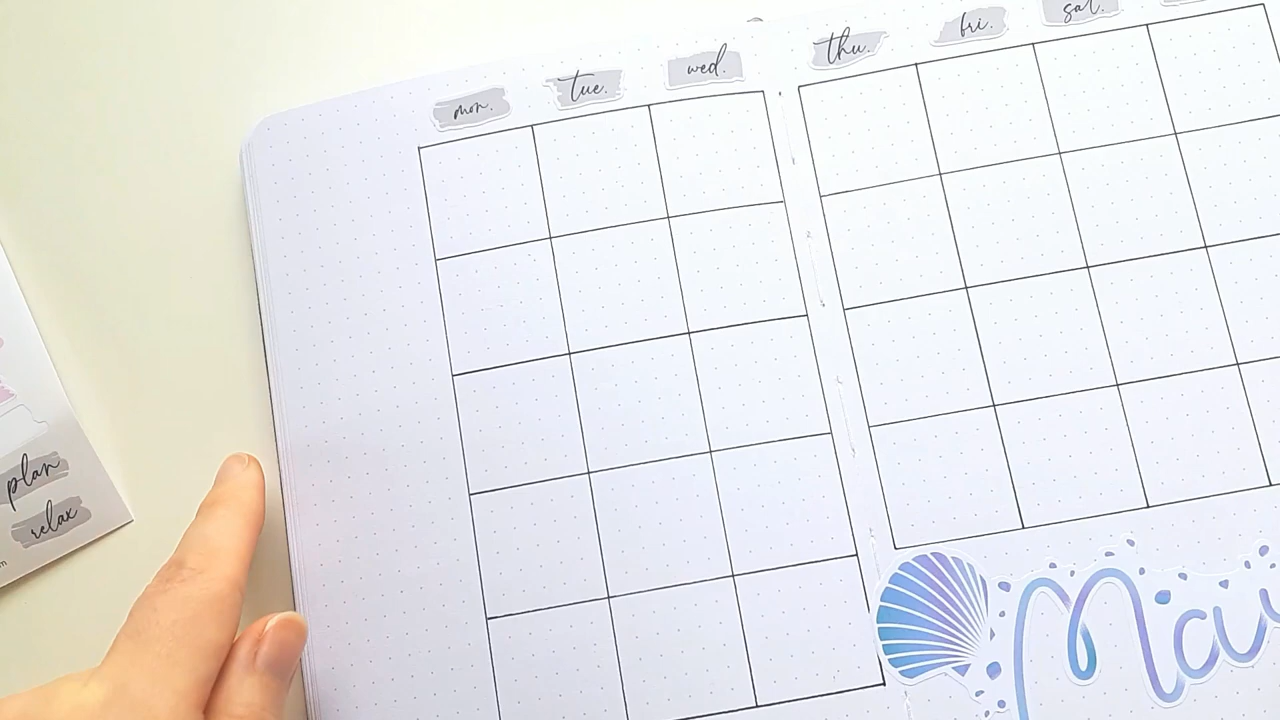 mon.
tue.
wed.
thu.
fri.
sat.
plan
relax